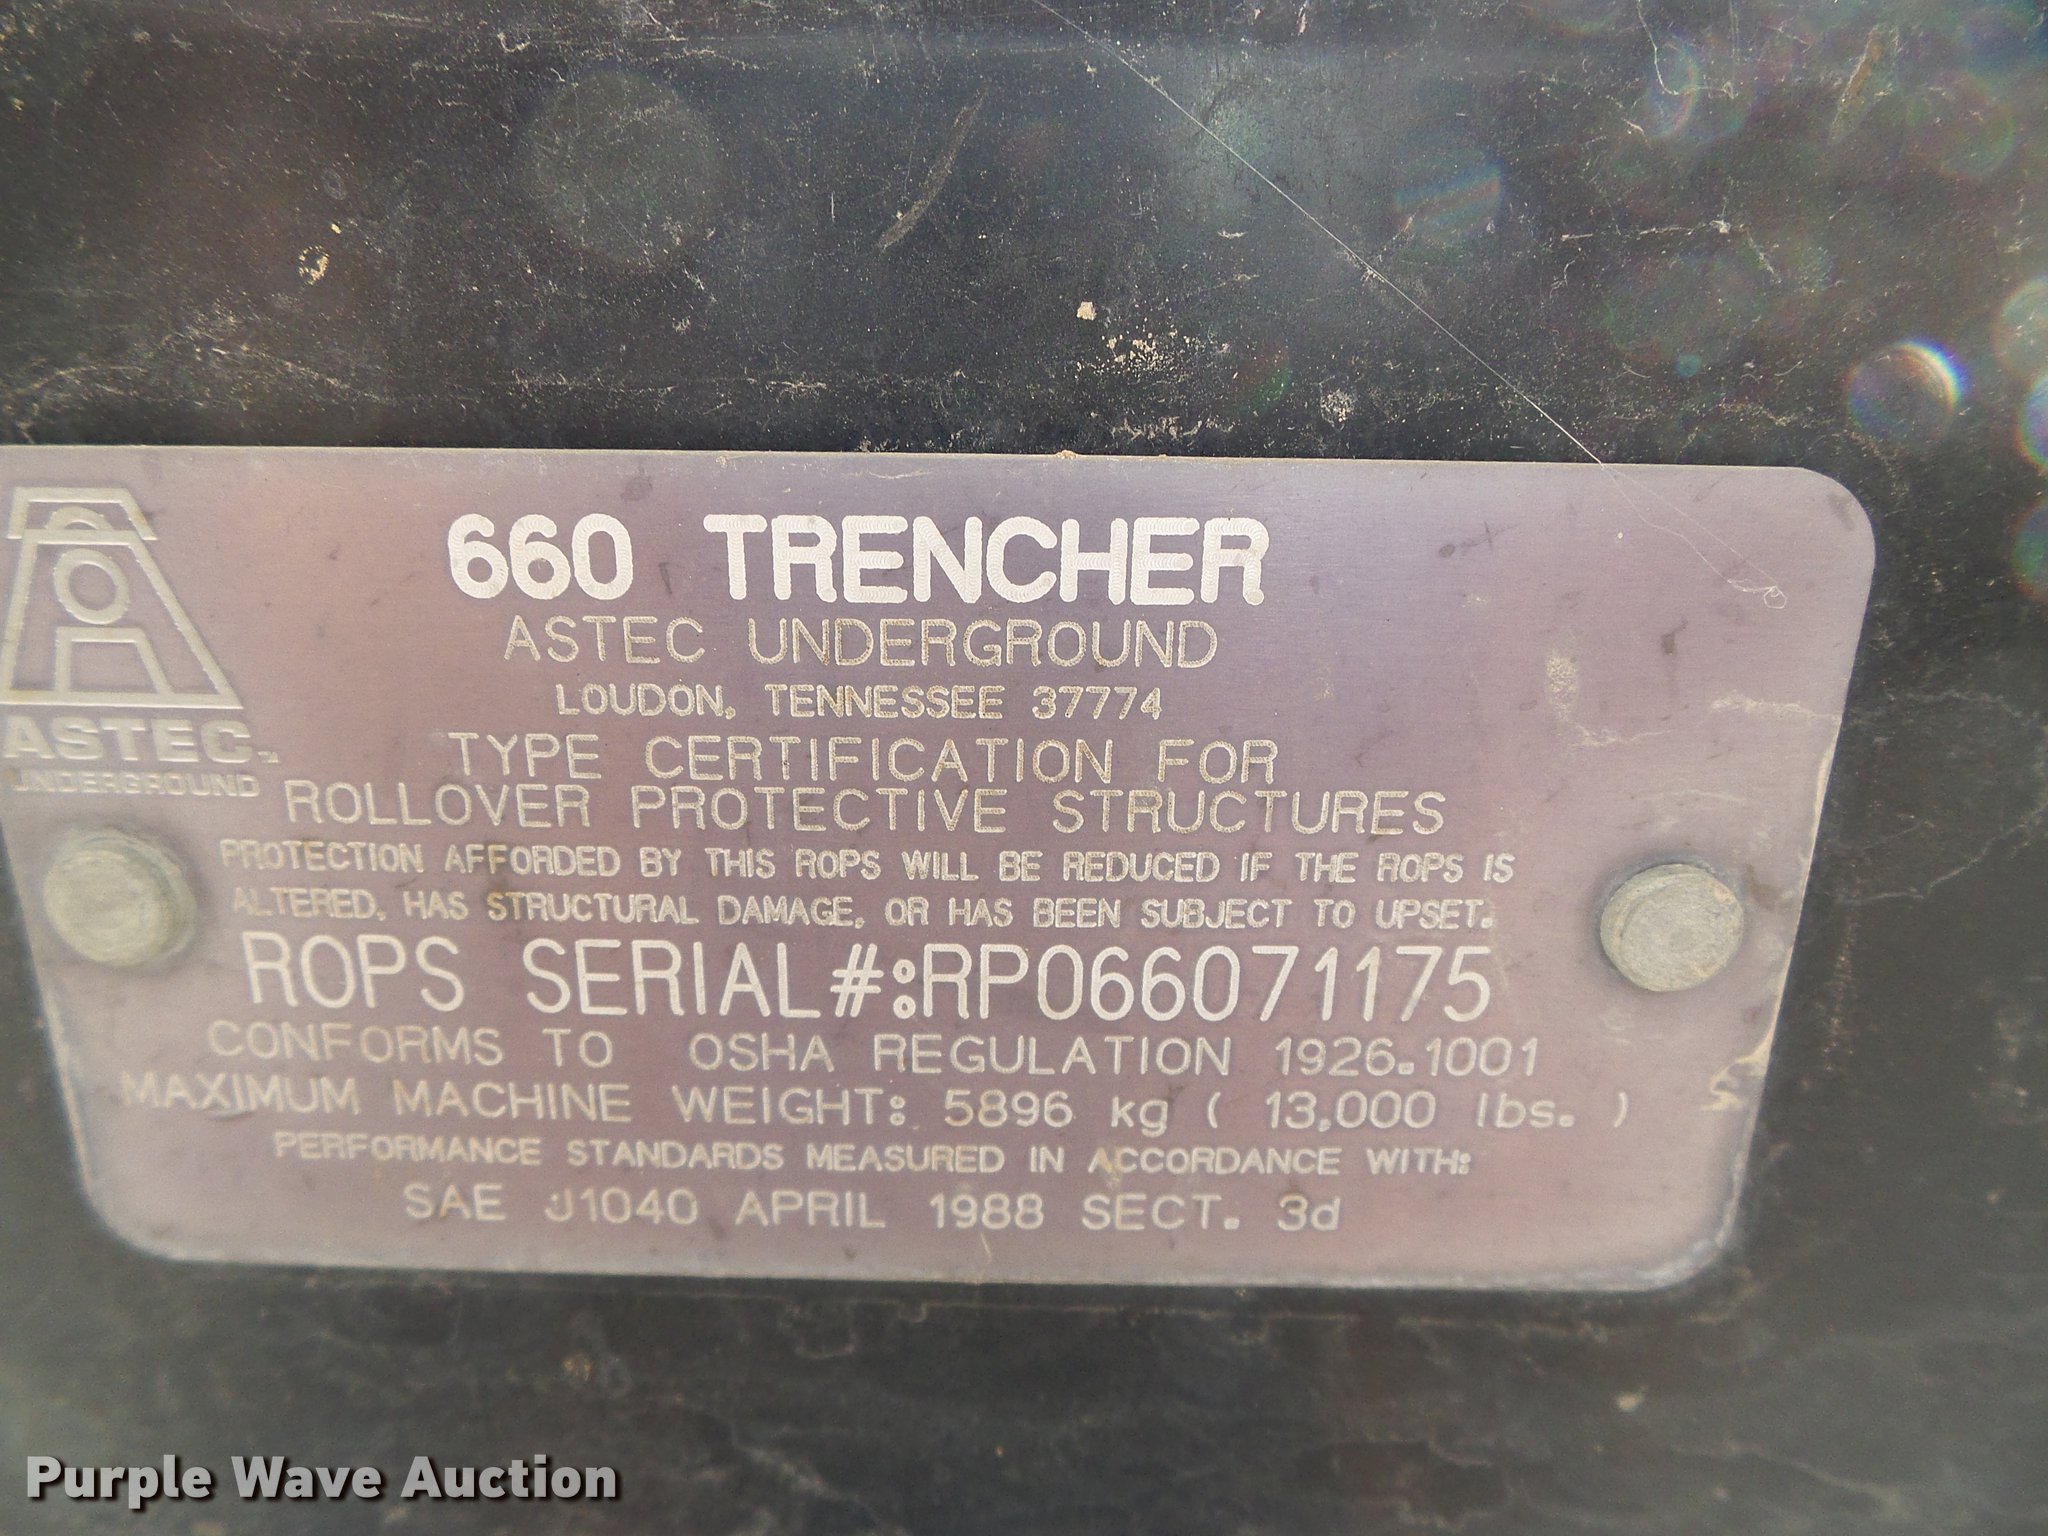 660 TRENCHER
ASTEC UNDERGROUND
LOUDON, TENNESSEE 37774
ASTEC
UNDERGROUND
TYPE CERTIFICATION FOR
ROLLOVER PROTECTIVE STRUCTURES
PROTECTION AFFORDED BY THIS ROPS WILL BE REDUCED IF THE ROPS IS
ALTERED, HAS STRUCTURAL DAMAGE, OR HAS BEEN SUBJECT TO UPSET.
ROPS SERIAL#:RP066071175
CONFORMS TO OSHA REGULATION 1926.1001
MAXIMUM MACHINE WEIGHT: 5896 kg ( 13,000 lbs. )
PERFORMANCE STANDARDS MEASURED IN ACCORDANCE WITH:
SAE J1040 APRIL 1988 SECT. 3d
Purple Wave Auction